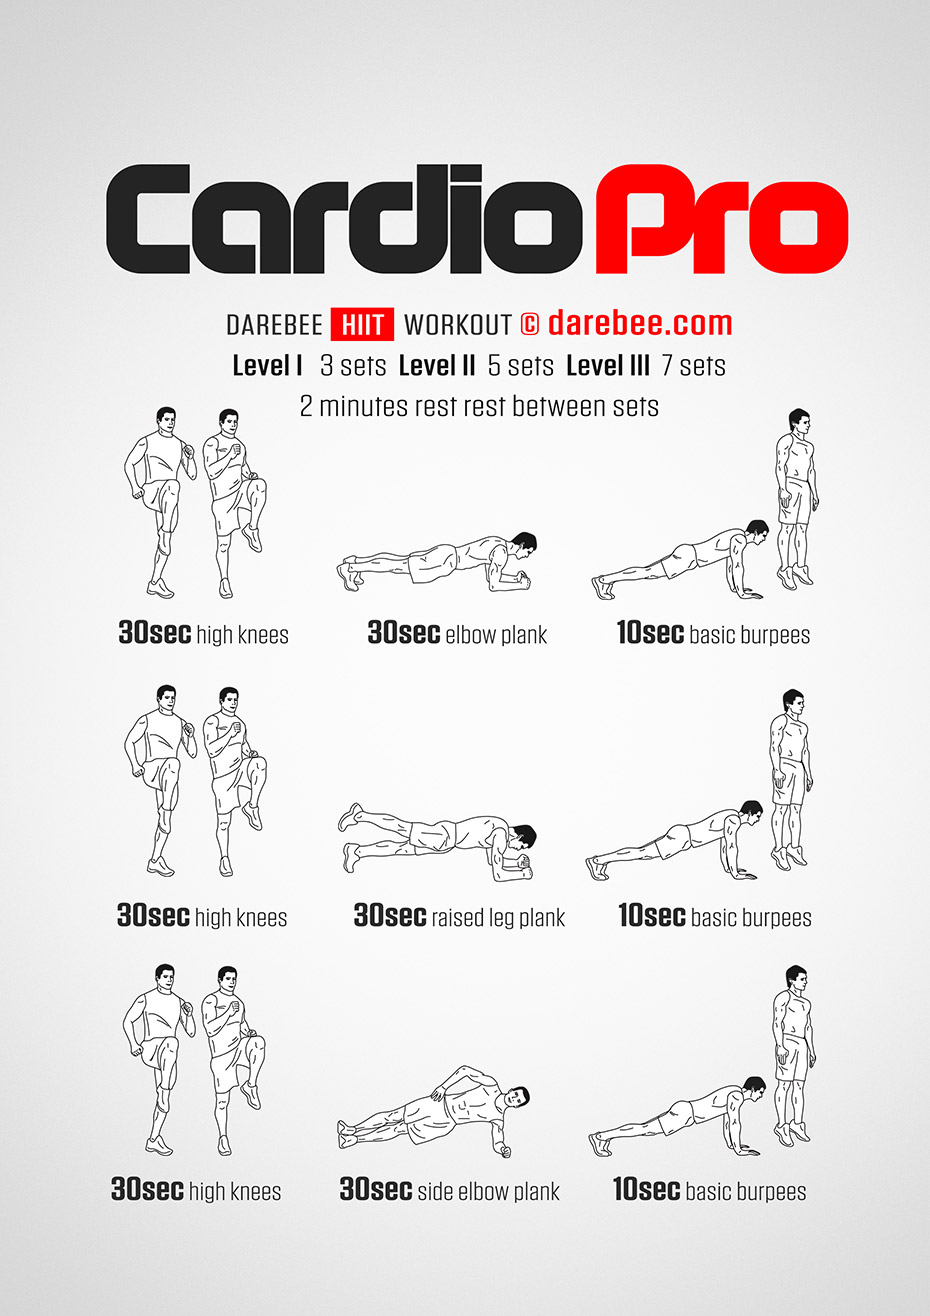 Cardio Pro
DAREBEE HIIT WORKOUT © darebee.com
Level I 3 sets Level II 5 sets Level III 7 sets
2 minutes rest rest between sets
30sec high knees 30sec elbow plank 10sec basic burpees
30sec high knees 30sec raised leg plank 10sec basic burpees
30sec high knees 30sec side elbow plank 10sec basic burpees